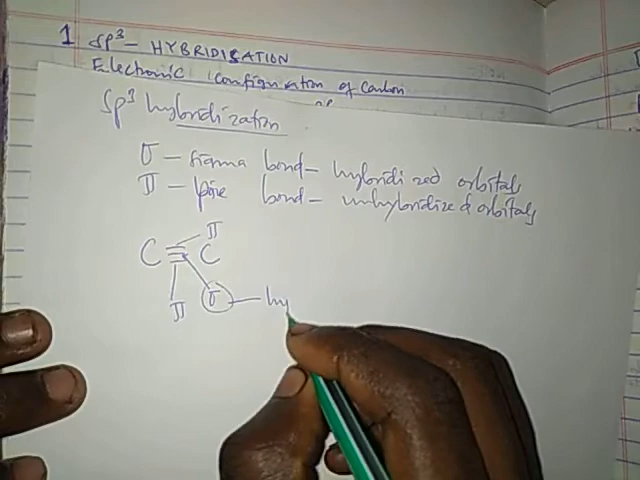 1 Sp³ - HYBRIDISATION
Electronic Configuration of Carbon
Sp³ hybridization
σ - sigma bond - hybridized orbitals
π - pie bond - unhybridized orbitals
π
C ≡ C
π σ - hy